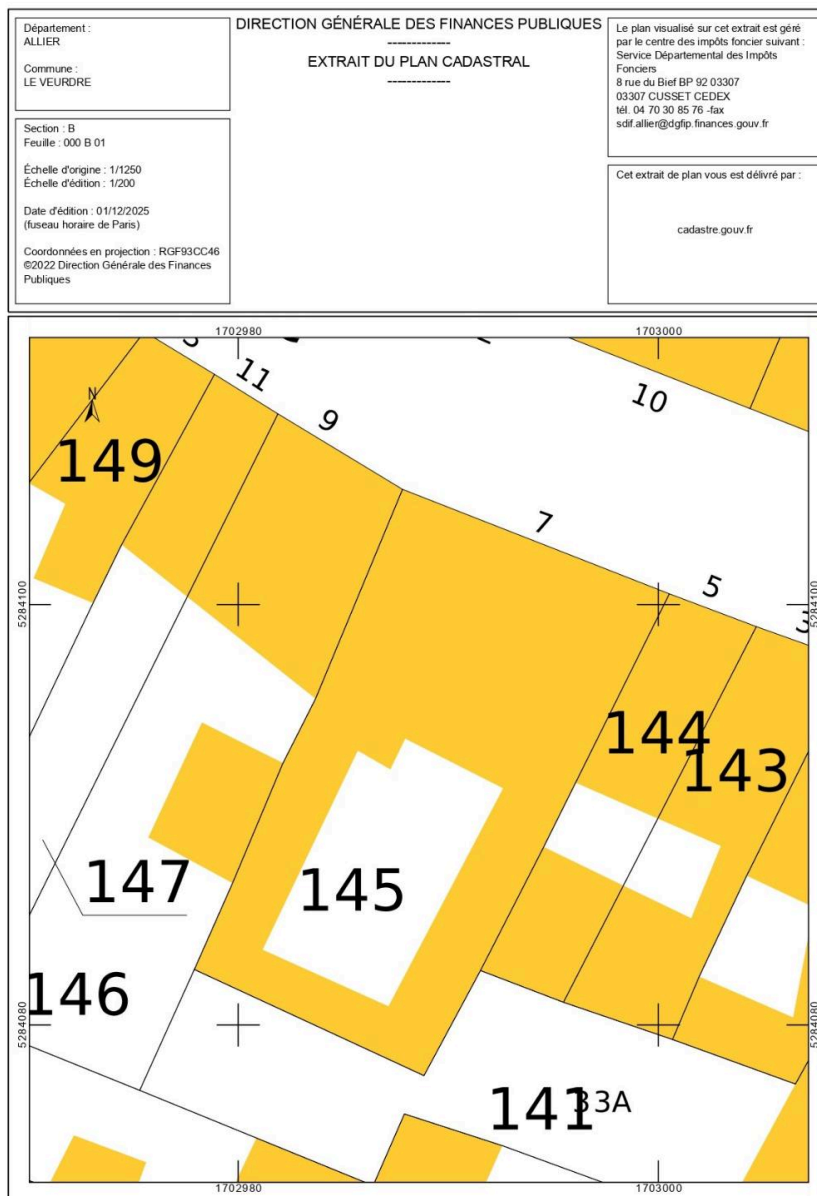 Département :
ALLIER
Commune :
LE VEURDRE
Section : B
Feuille : 000 B 01
Échelle d'origine : 1/1250
Échelle d'édition : 1/200
Date d'édition : 01/12/2025
(fuseau horaire de Paris)
Coordonnées en projection : RGF93CC46
©2022 Direction Générale des Finances
Publiques
DIRECTION GÉNÉRALE DES FINANCES PUBLIQUES
-------------
EXTRAIT DU PLAN CADASTRAL
-------------
Le plan visualisé sur cet extrait est géré
par le centre des impôts foncier suivant :
Service Départemental des Impôts
Fonciers
8 rue du Bief BP 92 03307
03307 CUSSET CEDEX
tél. 04 70 30 85 76 -fax
sdif.allier@dgfip.finances.gouv.fr
Cet extrait de plan vous est délivré par :
cadastre.gouv.fr
1702980
1703000
11
9
10
N
149
7
5
5284100
5284100
144
143
147
145
146
5284080
5284080
141
33A
1702980
1703000